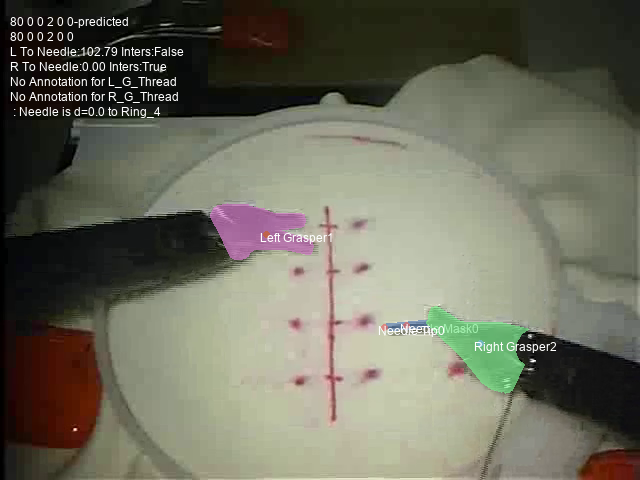 80 0 0 2 0 0-predicted
80 0 0 2 0 0
L To Needle:102.79 Inters:False
R To Needle:0.00 Inters:True
No Annotation for L_G_Thread
No Annotation for R_G_Thread
: Needle is d=0.0 to Ring_4
Left Grasper1
Mask0
Right Grasper2